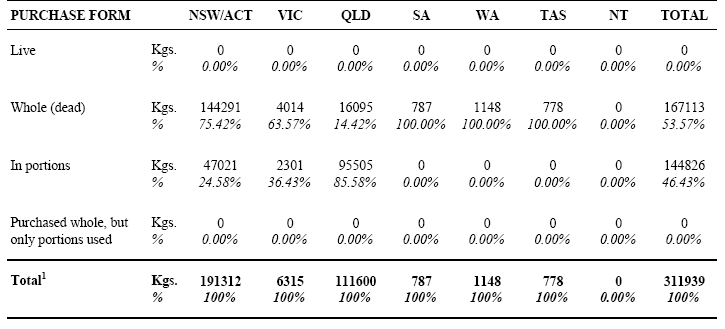 PURCHASE FORM NSW/ACT VIC QLD SA WA TAS NT TOTAL
Live Kgs. 0 0 0 0 0 0 0 0
% 0.00% 0.00% 0.00% 0.00% 0.00% 0.00% 0.00% 0.00%
Whole (dead) Kgs. 144291 4014 16095 787 1148 778 0 167113
% 75.42% 63.57% 14.42% 100.00% 100.00% 100.00% 0.00% 53.57%
In portions Kgs. 47021 2301 95505 0 0 0 0 144826
% 24.58% 36.43% 85.58% 0.00% 0.00% 0.00% 0.00% 46.43%
Purchased whole, but Kgs. 0 0 0 0 0 0 0 0
only portions used % 0.00% 0.00% 0.00% 0.00% 0.00% 0.00% 0.00% 0.00%
Total¹ Kgs. 191312 6315 111600 787 1148 778 0 311939
% 100% 100% 100% 100% 100% 100% 0.00% 100%